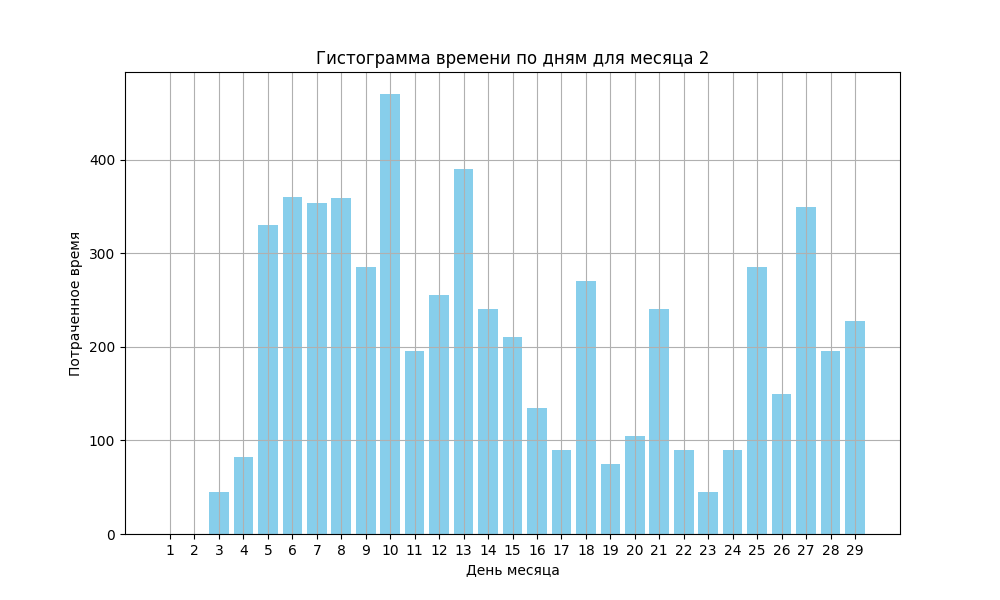 Гистограмма времени по дням для месяца 2
Потраченное время
400
300
200
100
0
1 2 3 4 5 6 7 8 9 10 11 12 13 14 15 16 17 18 19 20 21 22 23 24 25 26 27 28 29
День месяца